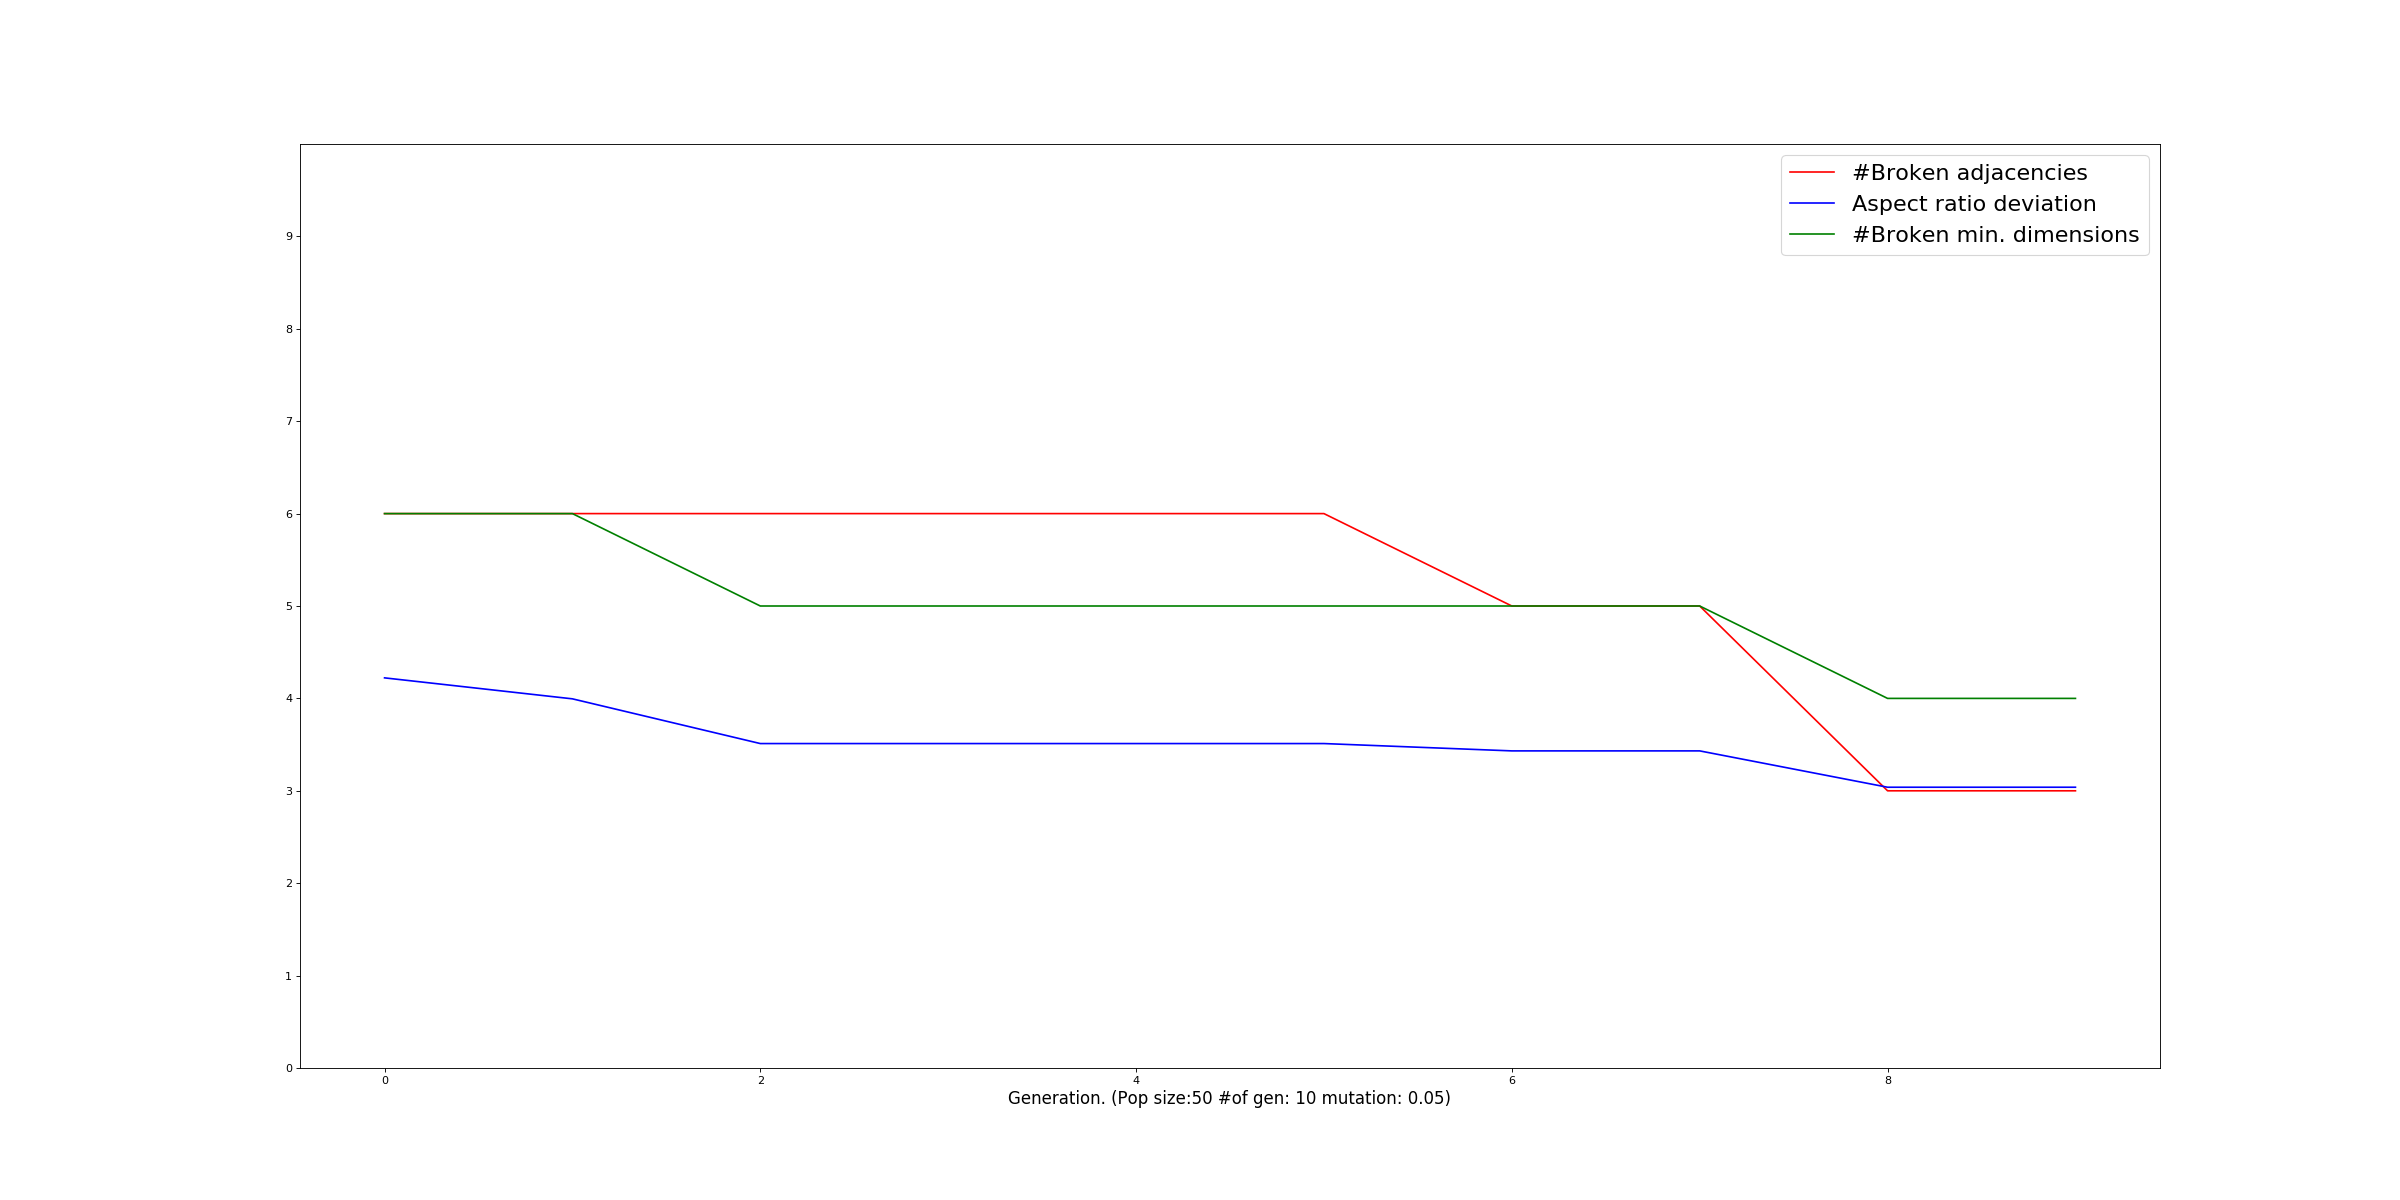 #Broken adjacencies
Aspect ratio deviation
#Broken min. dimensions
9
8
7
6
5
4
3
2
1
0
0 2 4 6 8
Generation. (Pop size:50 #of gen: 10 mutation: 0.05)